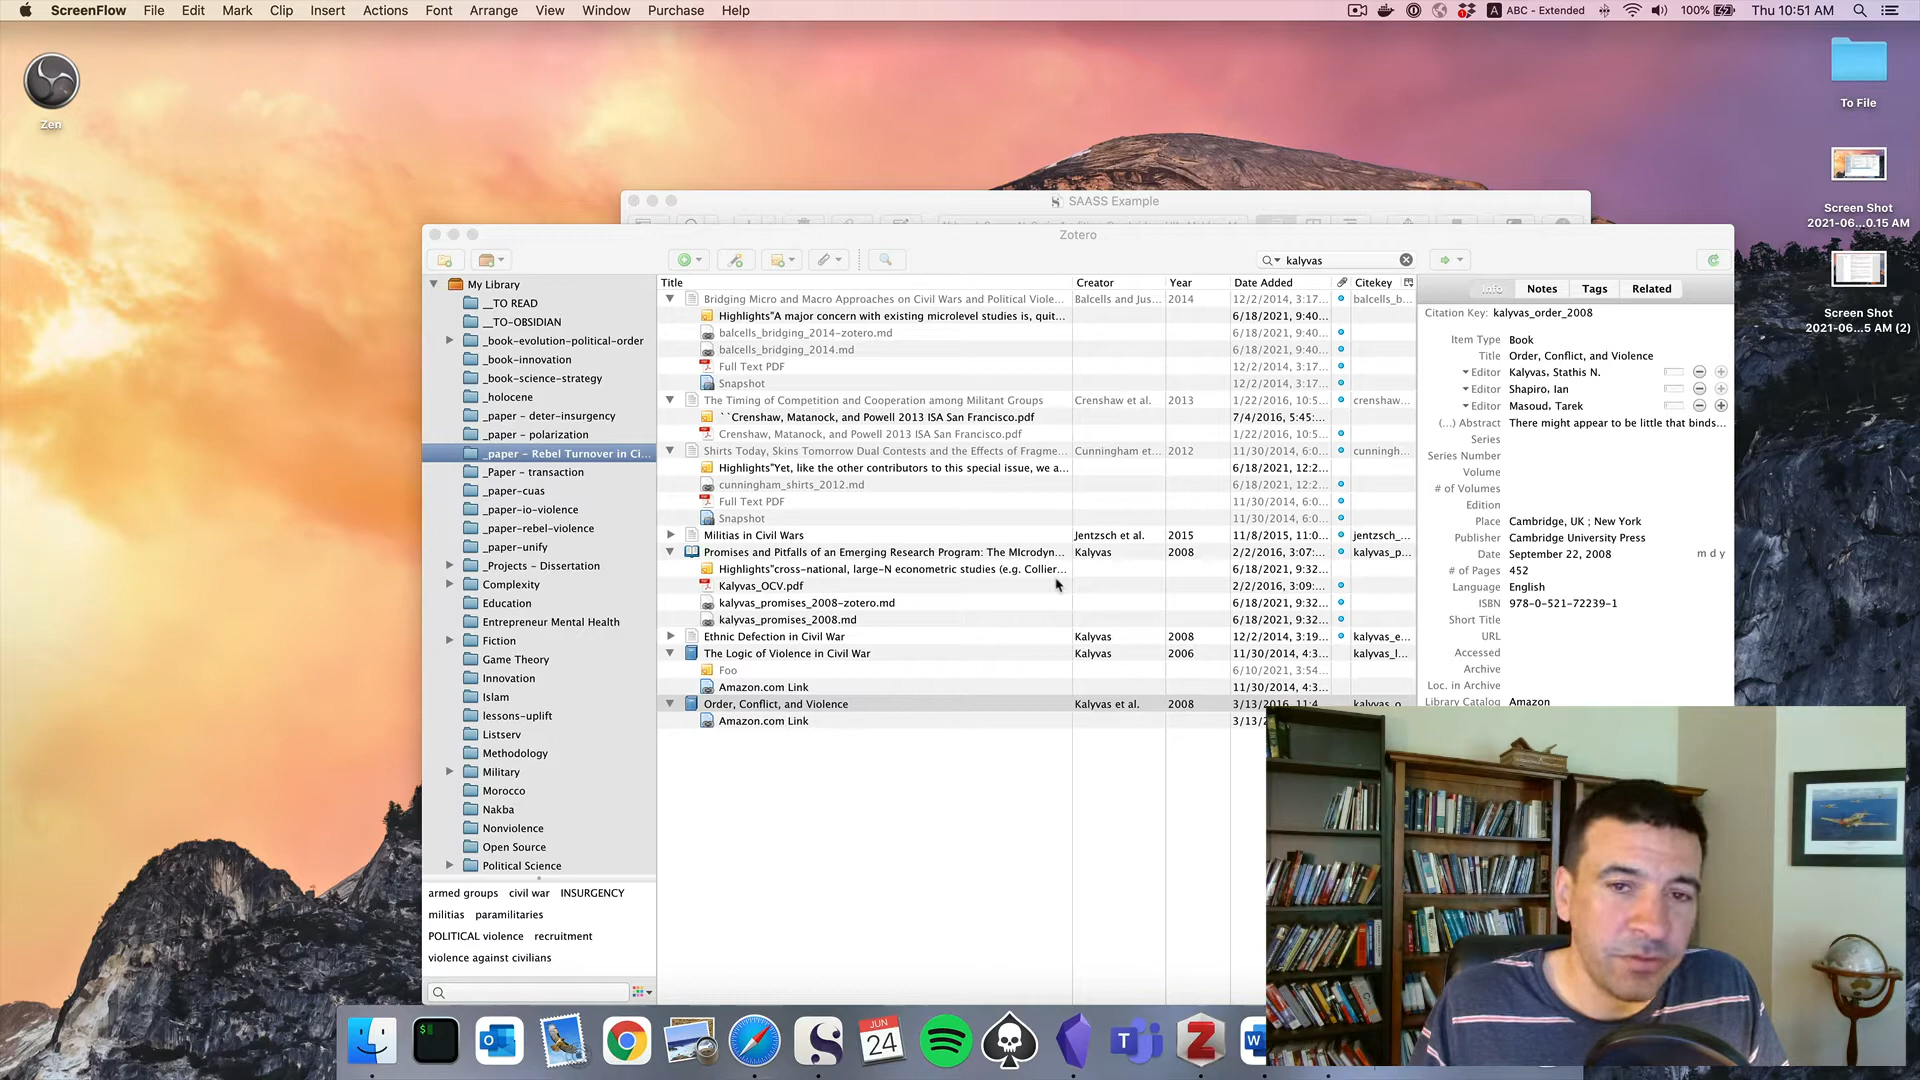 ScreenFlow File Edit Mark Clip Insert Actions Font Arrange View Window Purchase Help A ABC - Extended 100% Thu 10:51 AM
Zen
To File
Screen Shot
2021-06...0.15 AM
Screen Shot
2021-06...5 AM (2)
SAASS Example
Zotero
kalyvas
My Library
__TO READ
__TO-OBSIDIAN
_book-evolution-political-order
_book-innovation
_book-science-strategy
_holocene
_paper - deter-insurgency
_paper - polarization
_paper - Rebel Turnover in Ci...
_Paper - transaction
_paper-cuas
_paper-io-violence
_paper-rebel-violence
_paper-unify
_Projects - Dissertation
Complexity
Education
Entrepreneur Mental Health
Fiction
Game Theory
Innovation
Islam
lessons-uplift
Listserv
Methodology
Military
Morocco
Nakba
Nonviolence
Open Source
Political Science
armed groups civil war INSURGENCY
militias paramilitaries
POLITICAL violence recruitment
violence against civilians
Title Creator Year Date Added Citekey
Bridging Micro and Macro Approaches on Civil Wars and Political Viole... Balcells and Jus... 2014 12/2/2014, 3:17... balcells_b...
Highlights"A major concern with existing microlevel studies is, quit... 6/18/2021, 9:40...
balcells_bridging_2014-zotero.md 6/18/2021, 9:40...
balcells_bridging_2014.md 6/18/2021, 9:40...
Full Text PDF 12/2/2014, 3:17...
Snapshot 12/2/2014, 3:17...
The Timing of Competition and Cooperation among Militant Groups Crenshaw et al. 2013 1/22/2016, 10:5... crenshaw...
``Crenshaw, Matanock, and Powell 2013 ISA San Francisco.pdf 7/4/2016, 5:45:...
Crenshaw, Matanock, and Powell 2013 ISA San Francisco.pdf 1/22/2016, 10:5...
Shirts Today, Skins Tomorrow Dual Contests and the Effects of Fragme... Cunningham et... 2012 11/30/2014, 6:0... cunningh...
Highlights"Yet, like the other contributors to this special issue, we a... 6/18/2021, 12:2...
cunningham_shirts_2012.md 6/18/2021, 12:2...
Full Text PDF 11/30/2014, 6:0...
Snapshot 11/30/2014, 6:0...
Militias in Civil Wars Jentzsch et al. 2015 11/8/2015, 11:0... jentzsch_...
Promises and Pitfalls of an Emerging Research Program: The MIcrodyn... Kalyvas 2008 2/2/2016, 3:07:... kalyvas_p...
Highlights"cross-national, large-N econometric studies (e.g. Collier... 6/18/2021, 9:32...
Kalyvas_OCV.pdf 2/2/2016, 3:09:...
kalyvas_promises_2008-zotero.md 6/18/2021, 9:32...
kalyvas_promises_2008.md 6/18/2021, 9:32...
Ethnic Defection in Civil War Kalyvas 2008 12/2/2014, 3:19... kalyvas_e...
The Logic of Violence in Civil War Kalyvas 2006 11/30/2014, 4:3... kalyvas_l...
Foo 6/10/2021, 3:54...
Amazon.com Link 11/30/2014, 4:3...
Order, Conflict, and Violence Kalyvas et al. 2008 3/13/2016, 11:4... kalyvas_o...
Amazon.com Link 3/13/2
Info Notes Tags Related
Citation Key: kalyvas_order_2008
Item Type Book
Title Order, Conflict, and Violence
Editor Kalyvas, Stathis N.
Editor Shapiro, Ian
Editor Masoud, Tarek
(...) Abstract There might appear to be little that binds...
Series
Series Number
Volume
# of Volumes
Edition
Place Cambridge, UK ; New York
Publisher Cambridge University Press
Date September 22, 2008 m d y
# of Pages 452
Language English
ISBN 978-0-521-72239-1
Short Title
URL
Accessed
Archive
Loc. in Archive
Library Catalog Amazon
$
JUN
24
T
Z
W